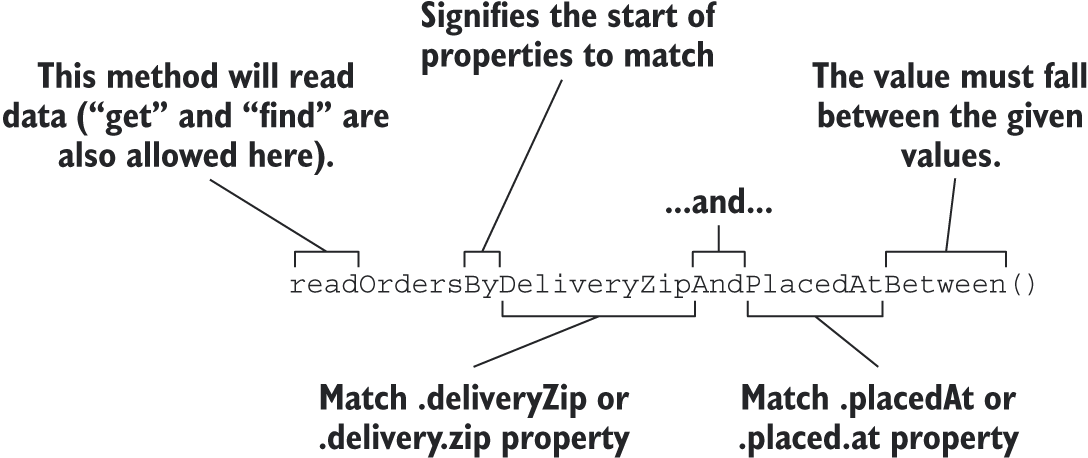 Signifies the start of
properties to match
This method will read
data (“get” and “find” are
also allowed here).
The value must fall
between the given
values.
...and...
readOrdersByDeliveryZipAndPlacedAtBetween()
Match .deliveryZip or
.delivery.zip property
Match .placedAt or
.placed.at property